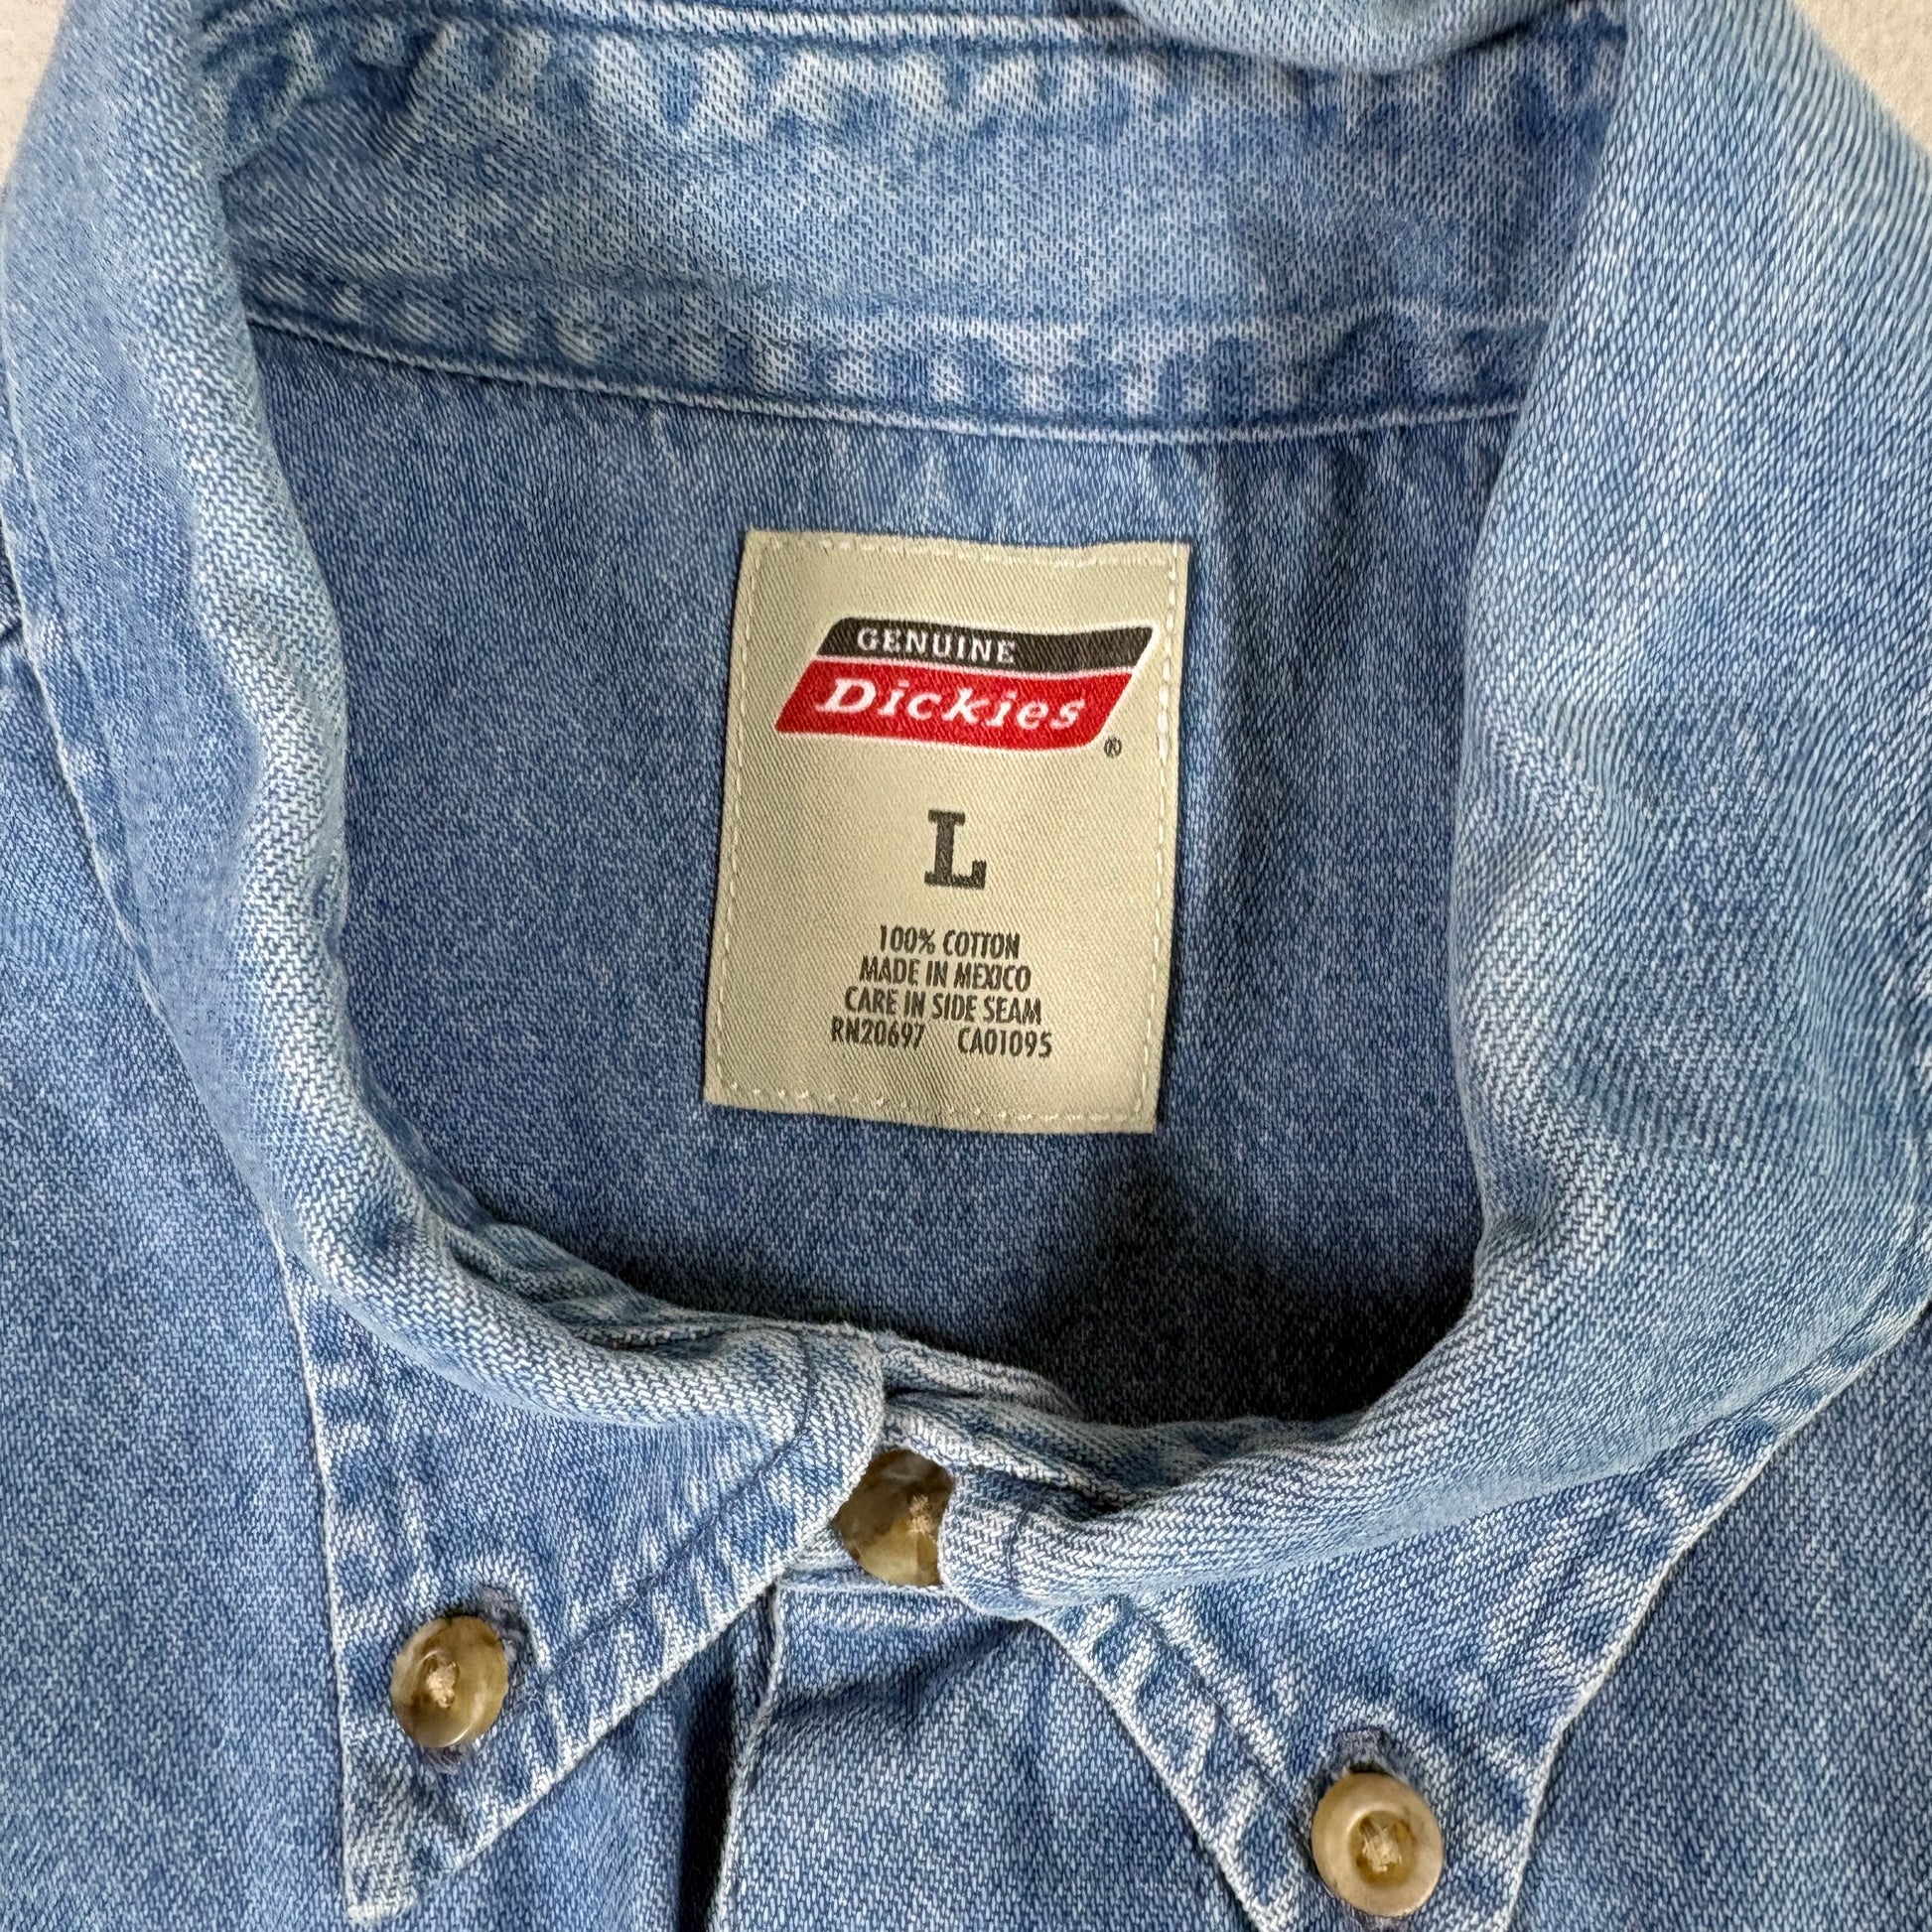 GENUINE
Dickies
®
L
100% COTTON
MADE IN MEXICO
CARE IN SIDE SEAM
RN20697 CA01095